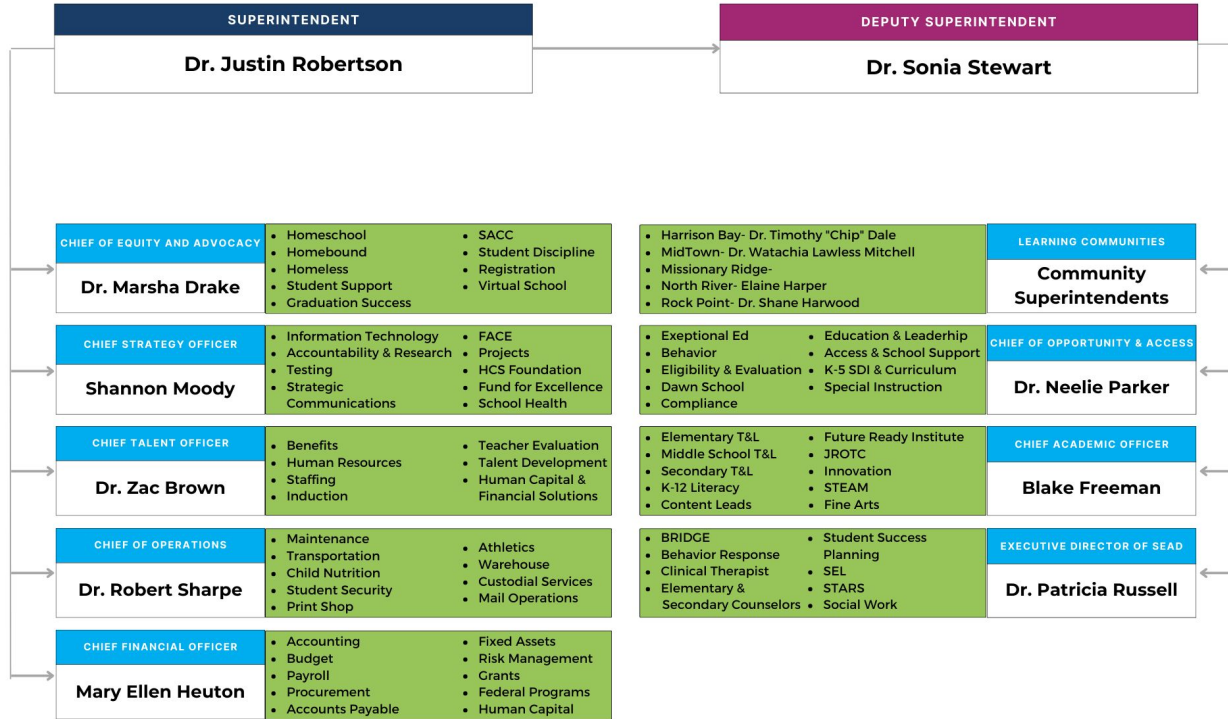 SUPERINTENDENT
Dr. Justin Robertson
DEPUTY SUPERINTENDENT
Dr. Sonia Stewart
CHIEF OF EQUITY AND ADVOCACY
Dr. Marsha Drake
• Homeschool
• Homebound
• Homeless
• Student Support
• Graduation Success
• SACC
• Student Discipline
• Registration
• Virtual School
CHIEF STRATEGY OFFICER
Shannon Moody
• Information Technology
• Accountability & Research
• Testing
• Strategic
Communications
• FACE
• Projects
• HCS Foundation
• Fund for Excellence
• School Health
CHIEF TALENT OFFICER
Dr. Zac Brown
• Benefits
• Human Resources
• Staffing
• Induction
• Teacher Evaluation
• Talent Development
• Human Capital &
Financial Solutions
CHIEF OF OPERATIONS
Dr. Robert Sharpe
• Maintenance
• Transportation
• Child Nutrition
• Student Security
• Print Shop
• Athletics
• Warehouse
• Custodial Services
• Mail Operations
CHIEF FINANCIAL OFFICER
Mary Ellen Heuton
• Accounting
• Budget
• Payroll
• Procurement
• Accounts Payable
• Fixed Assets
• Risk Management
• Grants
• Federal Programs
• Human Capital
• Harrison Bay- Dr. Timothy "Chip" Dale
• MidTown- Dr. Watachia Lawless Mitchell
• Missionary Ridge-
• North River- Elaine Harper
• Rock Point- Dr. Shane Harwood
LEARNING COMMUNITIES
Community
Superintendents
• Exeptional Ed
• Behavior
• Eligibility & Evaluation
• Dawn School
• Compliance
• Education & Leaderhip
• Access & School Support
• K-5 SDI & Curriculum
• Special Instruction
CHIEF OF OPPORTUNITY & ACCESS
Dr. Neelie Parker
• Elementary T&L
• Middle School T&L
• Secondary T&L
• K-12 Literacy
• Content Leads
• Future Ready Institute
• JROTC
• Innovation
• STEAM
• Fine Arts
CHIEF ACADEMIC OFFICER
Blake Freeman
• BRIDGE
• Behavior Response
• Clinical Therapist
• Elementary &
Secondary Counselors
• Student Success
Planning
• SEL
• STARS
• Social Work
EXECUTIVE DIRECTOR OF SEAD
Dr. Patricia Russell